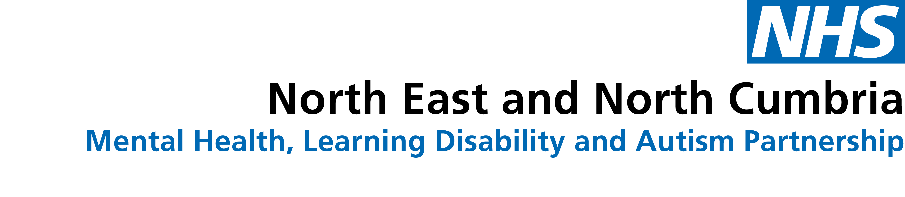 NHS
North East and North Cumbria
Mental Health, Learning Disability and Autism Partnership